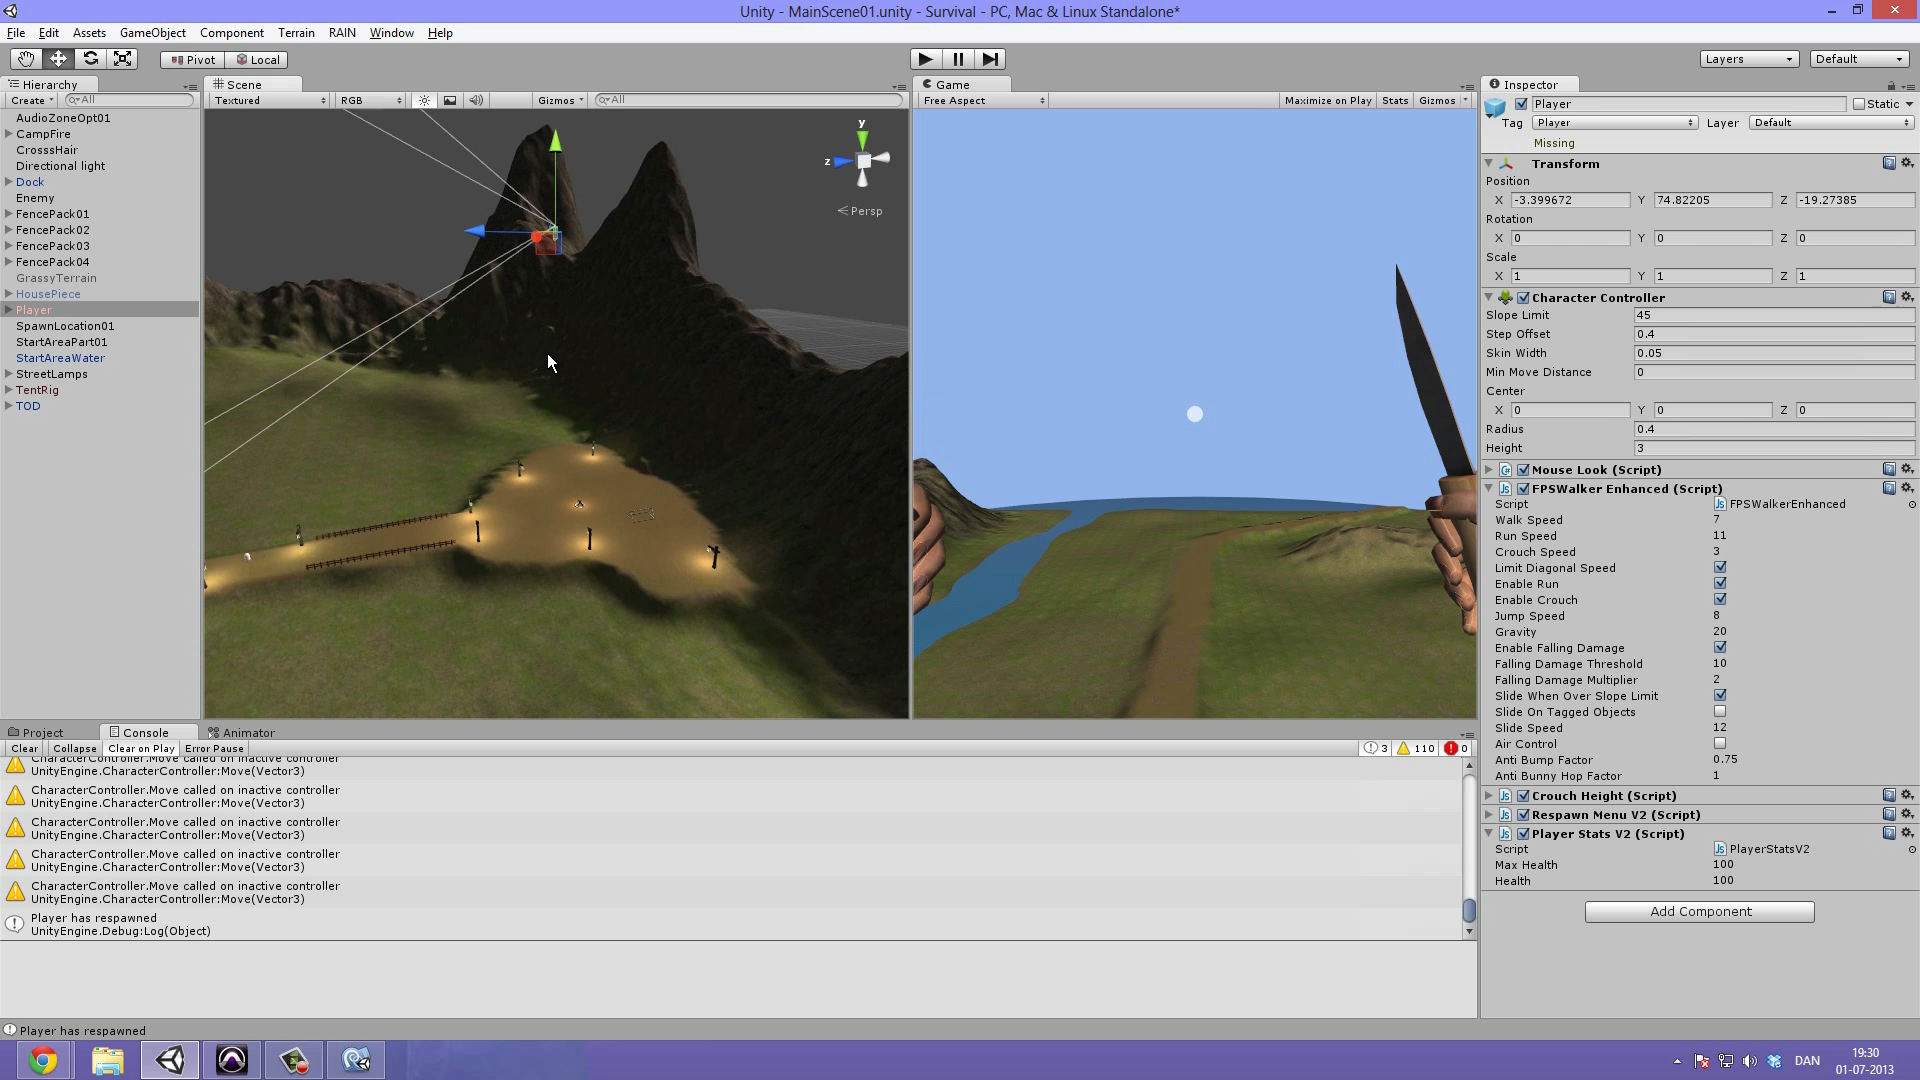 Unity - MainScene01.unity - Survival - PC, Mac & Linux Standalone*
File Edit Assets GameObject Component Terrain RAIN Window Help
Pivot Local Layers Default
Hierarchy
Create All
AudioZoneOpt01
CampFire
CrosssHair
Directional light
Dock
Enemy
FencePack01
FencePack02
FencePack03
FencePack04
GrassyTerrain
HousePiece
Player
SpawnLocation01
StartAreaPart01
StartAreaWater
StreetLamps
TentRig
TOD
Scene
Textured RGB Gizmos All
y
z
Persp
Game
Free Aspect Maximize on Play Stats Gizmos
Inspector
Player Static
Tag Player Layer Default
Missing
Transform
Position
X -3.399672 Y 74.82205 Z -19.27385
Rotation
X 0 Y 0 Z 0
Scale
X 1 Y 1 Z 1
Character Controller
Slope Limit 45
Step Offset 0.4
Skin Width 0.05
Min Move Distance 0
Center
X 0 Y 0 Z 0
Radius 0.4
Height 3
Mouse Look (Script)
FPSWalker Enhanced (Script)
Script FPSWalkerEnhanced
Walk Speed 7
Run Speed 11
Crouch Speed 3
Limit Diagonal Speed
Enable Run
Enable Crouch
Jump Speed 8
Gravity 20
Enable Falling Damage
Falling Damage Threshold 10
Falling Damage Multiplier 2
Slide When Over Slope Limit
Slide On Tagged Objects
Slide Speed 12
Air Control
Anti Bump Factor 0.75
Anti Bunny Hop Factor 1
Crouch Height (Script)
Respawn Menu V2 (Script)
Player Stats V2 (Script)
Script PlayerStatsV2
Max Health 100
Health 100
Add Component
Project Console Animator
Clear Collapse Clear on Play Error Pause 3 110 0
CharacterController.Move called on inactive controller
UnityEngine.CharacterController:Move(Vector3)
CharacterController.Move called on inactive controller
UnityEngine.CharacterController:Move(Vector3)
CharacterController.Move called on inactive controller
UnityEngine.CharacterController:Move(Vector3)
CharacterController.Move called on inactive controller
UnityEngine.CharacterController:Move(Vector3)
CharacterController.Move called on inactive controller
UnityEngine.CharacterController:Move(Vector3)
Player has respawned
UnityEngine.Debug:Log(Object)
Player has respawned
DAN
19:30
01-07-2013